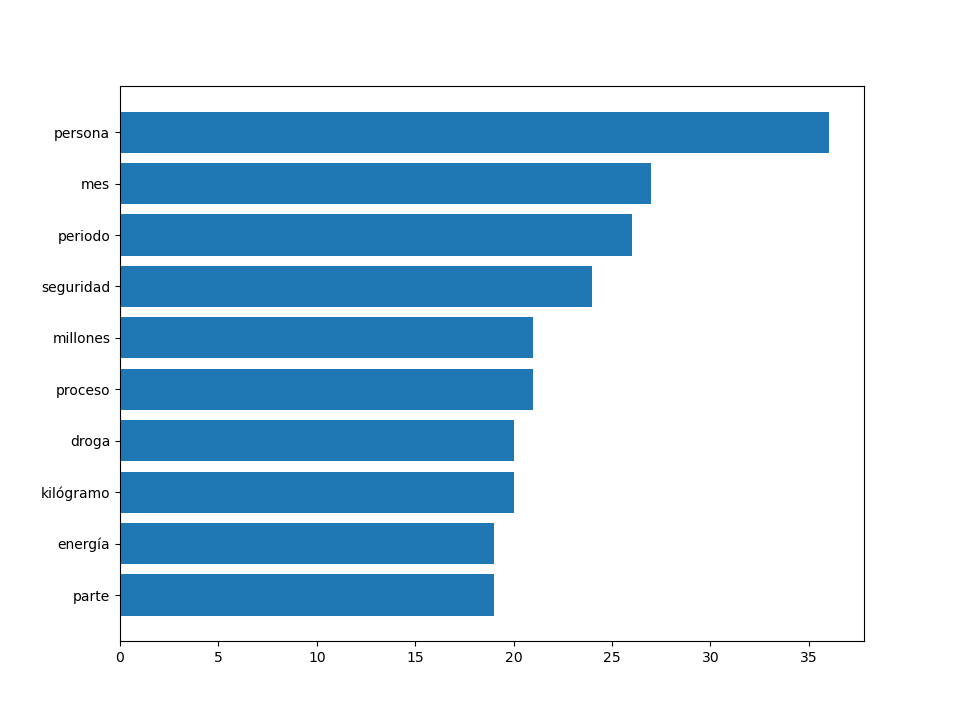 persona
mes
periodo
seguridad
millones
proceso
droga
kilógramo
energía
parte
0 5 10 15 20 25 30 35